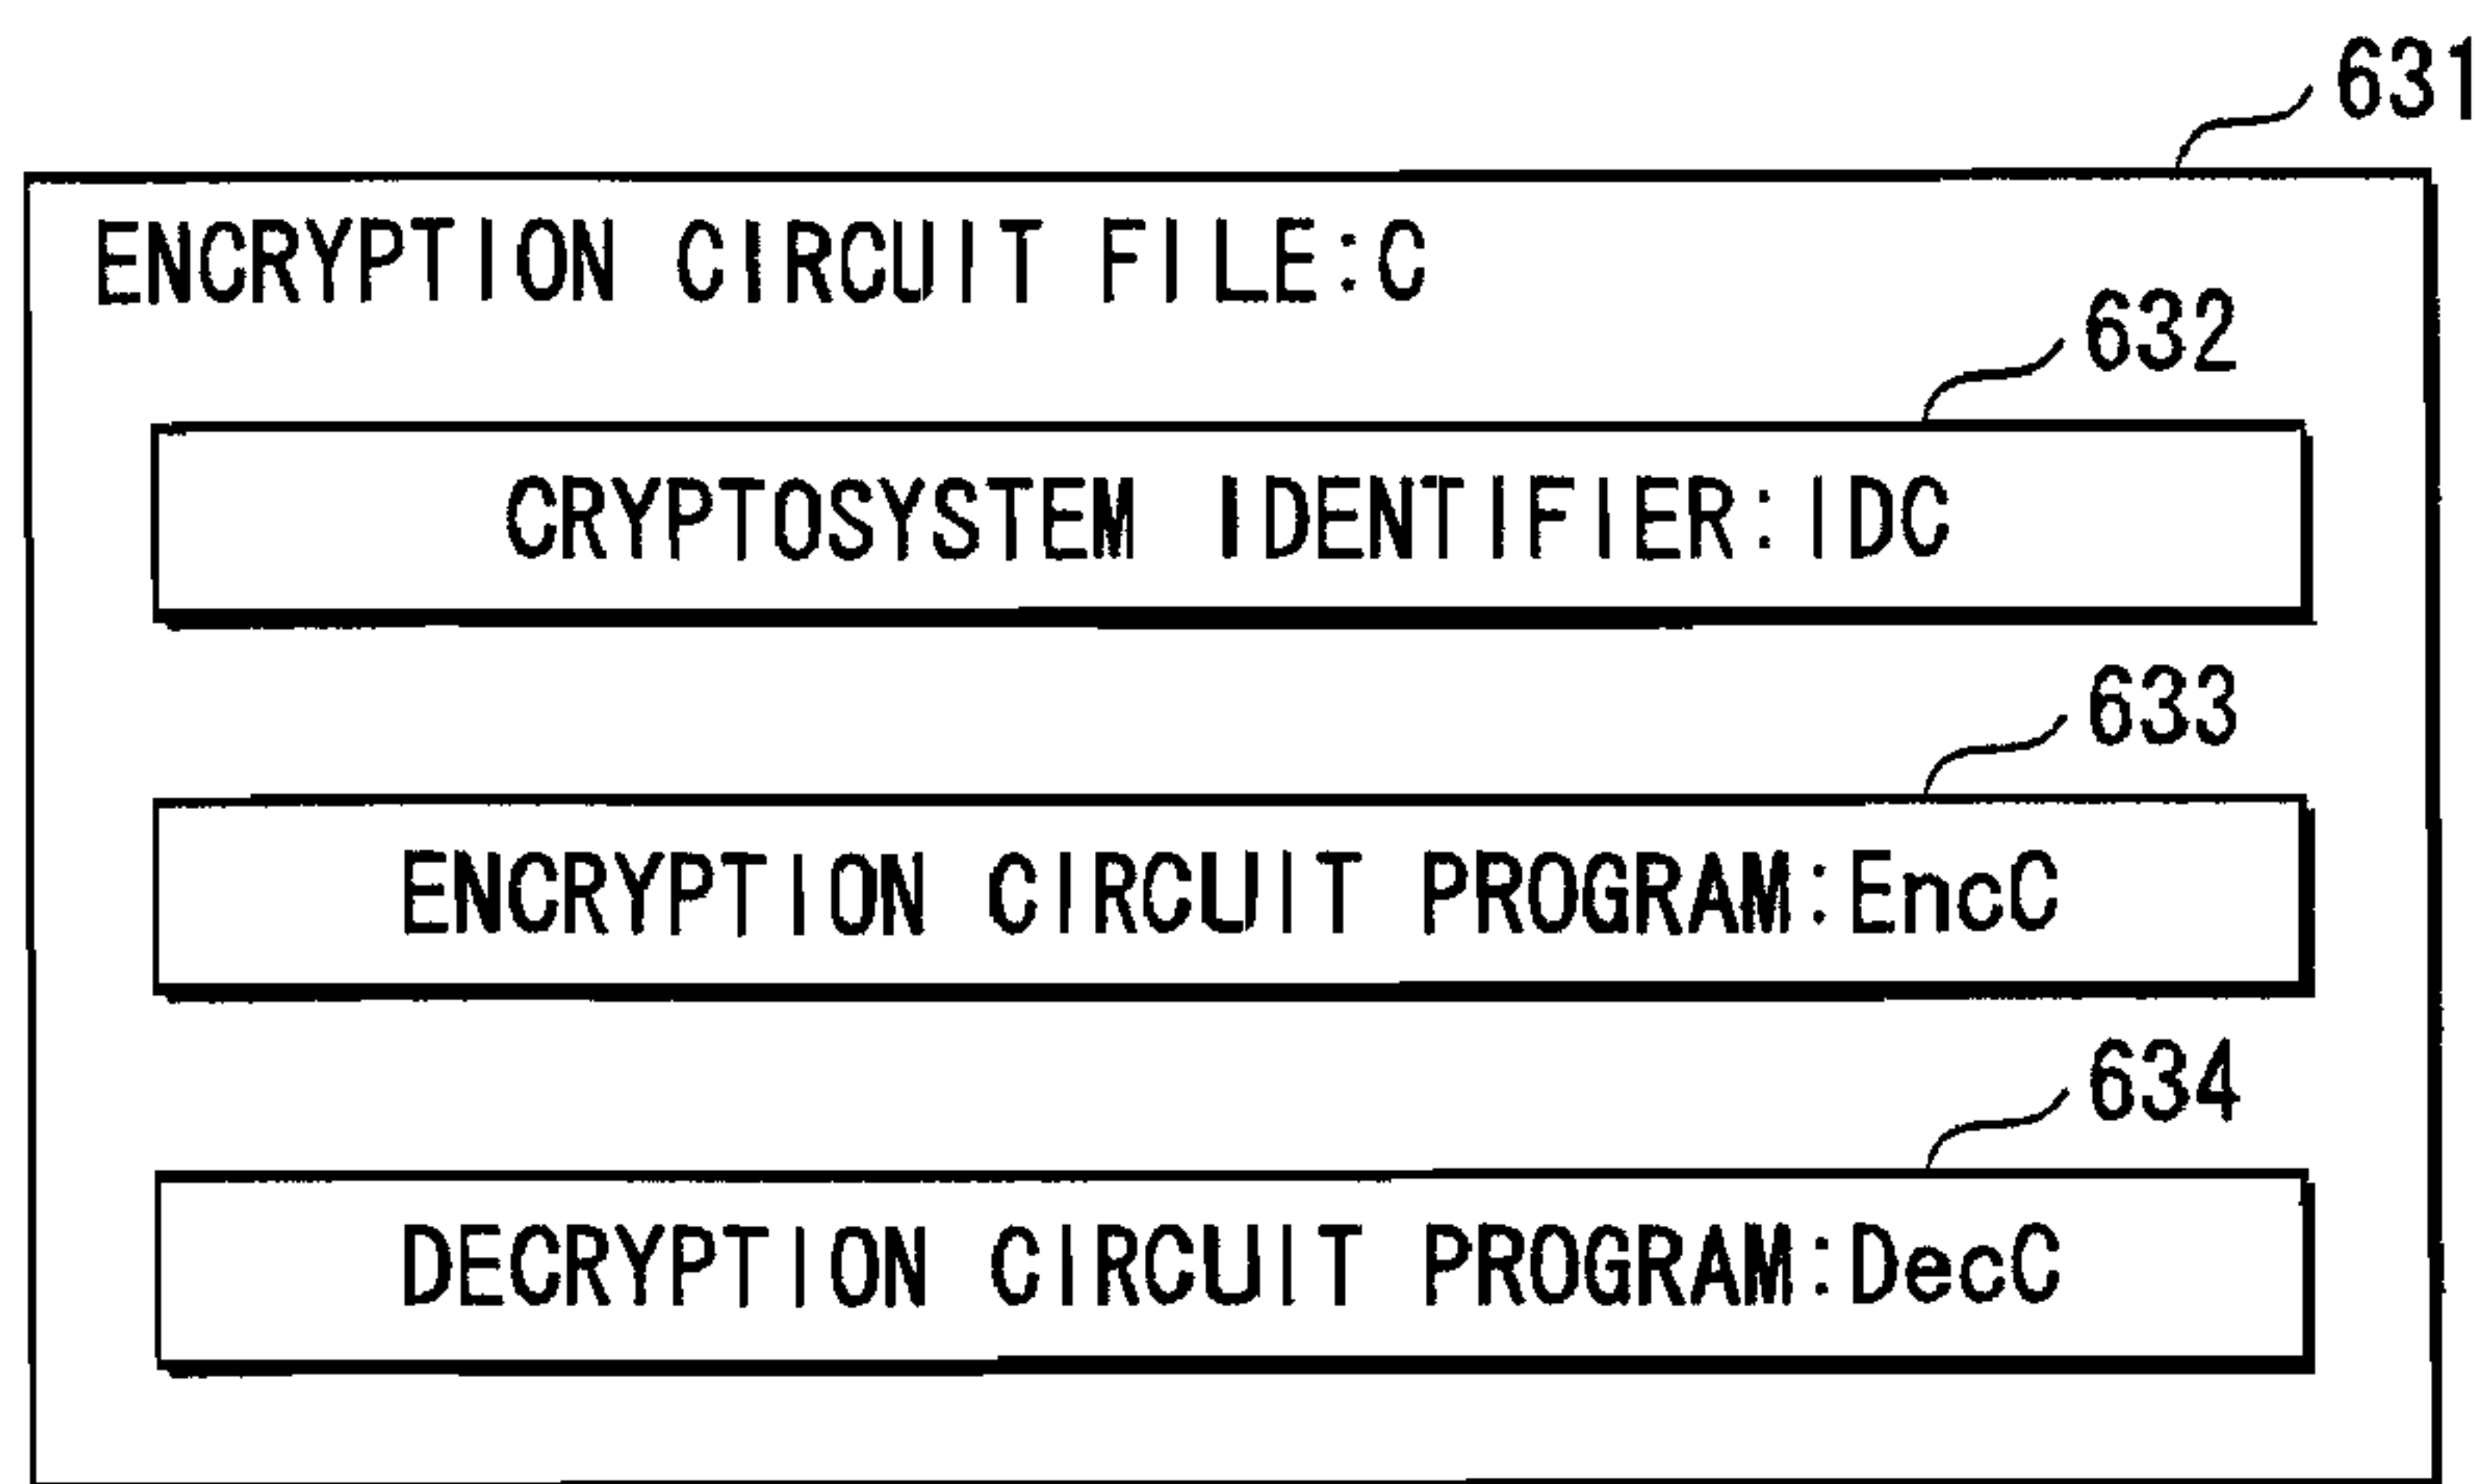 631
ENCRYPTION CIRCUIT FILE:C
632
CRYPTOSYSTEM IDENTIFIER:IDC
633
ENCRYPTION CIRCUIT PROGRAM:EncC
634
DECRYPTION CIRCUIT PROGRAM:DecC